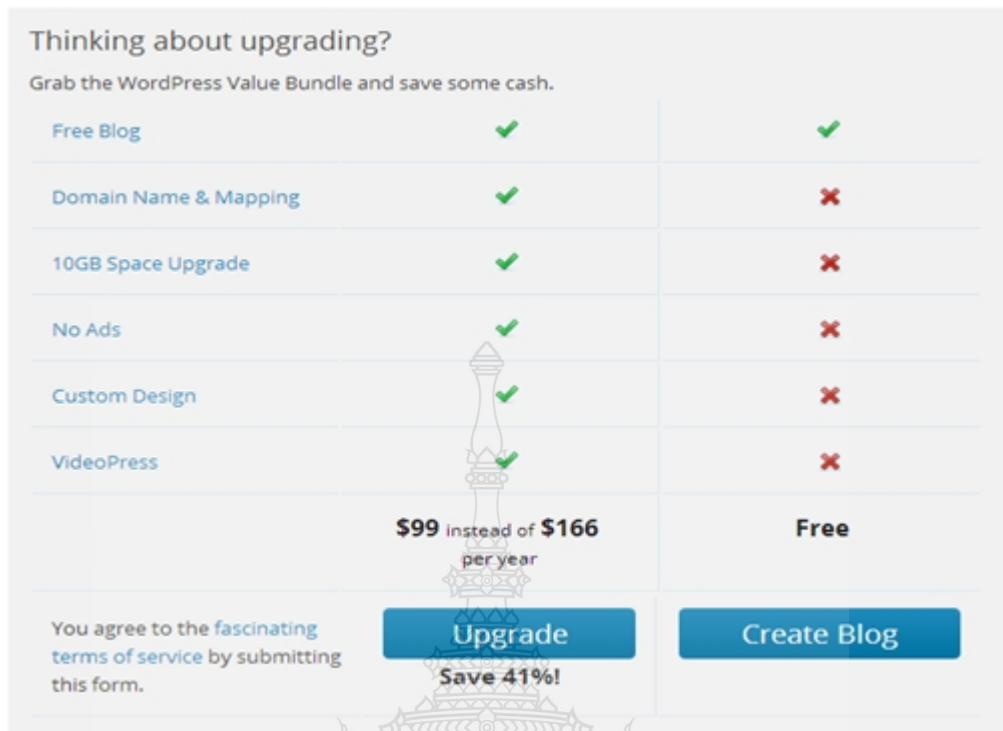 Thinking about upgrading?
Grab the WordPress Value Bundle and save some cash.
Free Blog
Domain Name & Mapping
10GB Space Upgrade
No Ads
Custom Design
VideoPress
$99 instead of $166
per year
Free
You agree to the fascinating
terms of service by submitting
this form.
Upgrade
Save 41%!
Create Blog